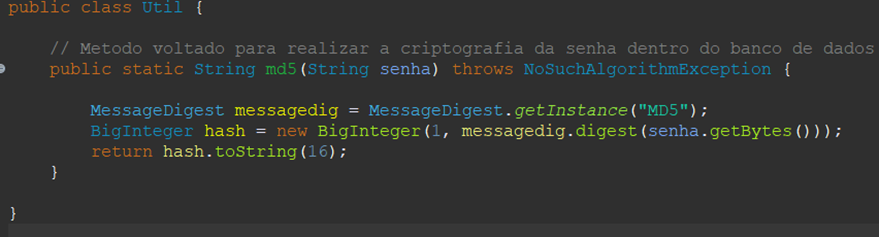 public class Util {
// Metodo voltado para realizar a criptografia da senha dentro do banco de dados
public static String md5(String senha) throws NoSuchAlgorithmException {
MessageDigest messagedig = MessageDigest.getInstance("MD5");
BigInteger hash = new BigInteger(1, messagedig.digest(senha.getBytes()));
return hash.toString(16);
}
}